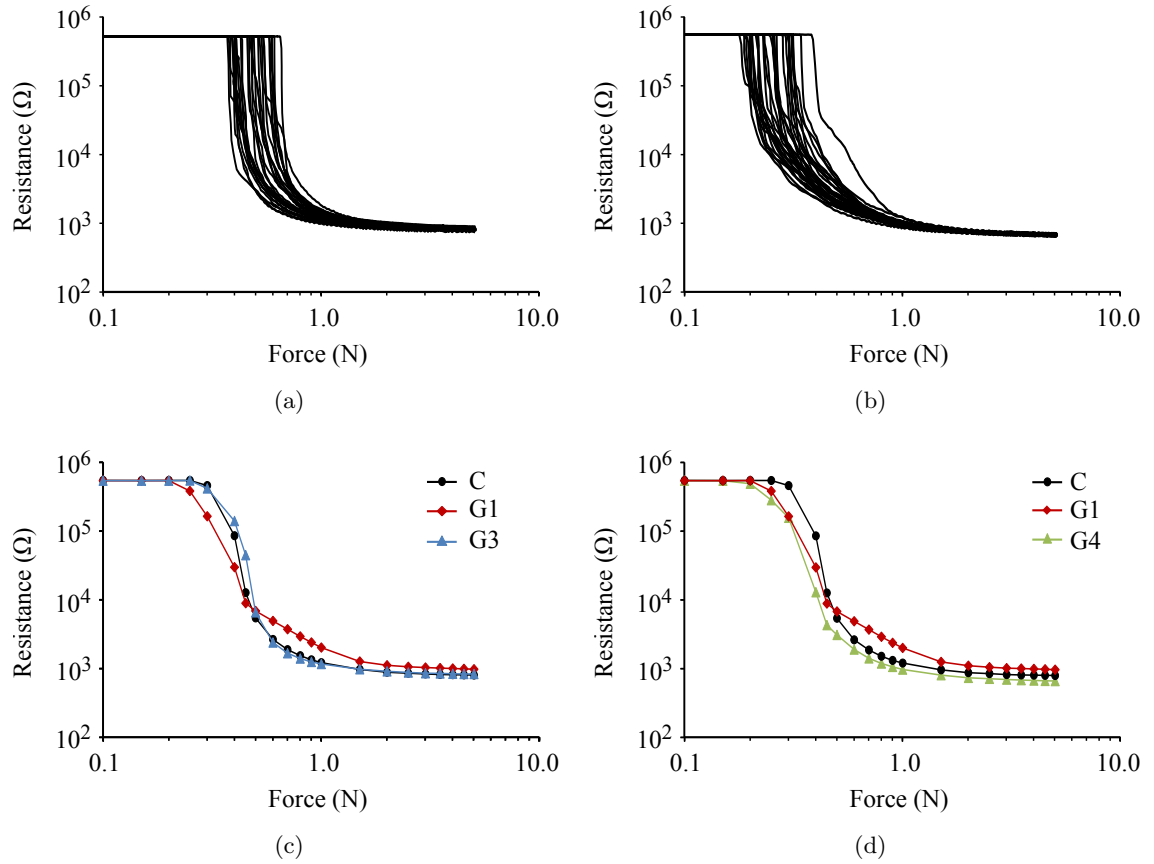 10^6
10^5
10^4
10^3
10^2
Resistance (Ω)
0.1
1.0
10.0
Force (N)
(a)
10^6
10^5
10^4
10^3
10^2
Resistance (Ω)
0.1
1.0
10.0
Force (N)
(b)
10^6
10^5
10^4
10^3
10^2
Resistance (Ω)
C
G1
G3
0.1
1.0
10.0
Force (N)
(c)
10^6
10^5
10^4
10^3
10^2
Resistance (Ω)
C
G1
G4
0.1
1.0
10.0
Force (N)
(d)